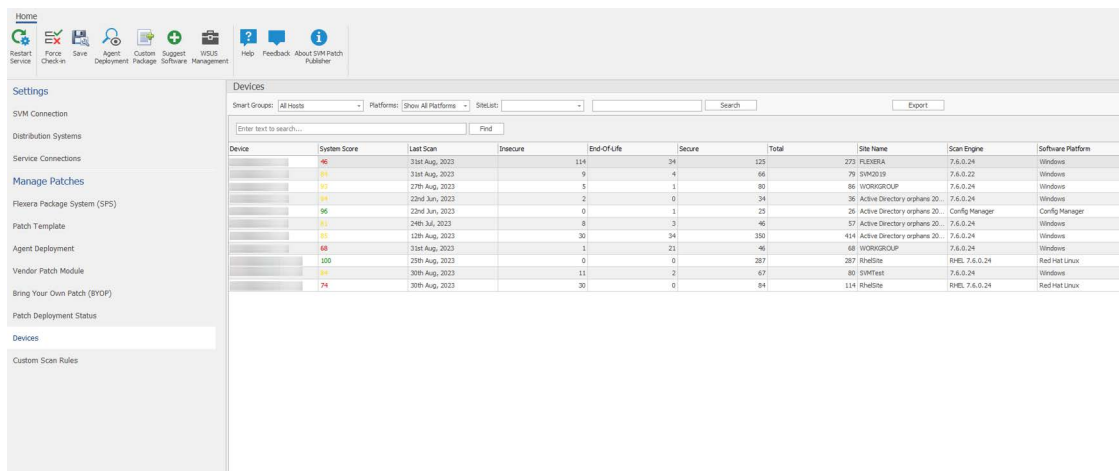 Home
Restart Service
Force Check-in
Save
Agent Deployment
Custom Package
Suggest Software
WSUS Management
Help
Feedback
About SVM Patch Publisher
Settings
SVM Connection
Distribution Systems
Service Connections
Manage Patches
Flexera Package System (SPS)
Patch Template
Agent Deployment
Vendor Patch Module
Bring Your Own Patch (BYOP)
Patch Deployment Status
Devices
Custom Scan Rules
Devices
Smart Groups: All Hosts Platforms: Show All Platforms SiteList: Search Export
Enter text to search... Find
Device System Score Last Scan Insecure End-Of-Life Secure Total Site Name Scan Engine Software Platform
46 31st Aug, 2023 114 34 125 273 FLEXERA 7.6.0.24 Windows
31st Aug, 2023 9 4 66 79 SVM2019 7.6.0.22 Windows
27th Aug, 2023 5 1 80 86 WORKGROUP 7.6.0.24 Windows
22nd Jun, 2023 2 0 34 36 Active Directory orphans 20... 7.6.0.24 Windows
96 22nd Jun, 2023 0 1 25 26 Active Directory orphans 20... Config Manager Config Manager
24th Jul, 2023 8 3 46 57 Active Directory orphans 20... 7.6.0.24 Windows
12th Aug, 2023 30 34 350 414 Active Directory orphans 20... 7.6.0.24 Windows
68 31st Aug, 2023 1 21 46 68 WORKGROUP 7.6.0.24 Windows
100 25th Aug, 2023 0 0 287 287 RhelSite RHEL 7.6.0.24 Red Hat Linux
30th Aug, 2023 11 2 67 80 SVMTest 7.6.0.24 Windows
74 30th Aug, 2023 30 0 84 114 RhelSite RHEL 7.6.0.24 Red Hat Linux